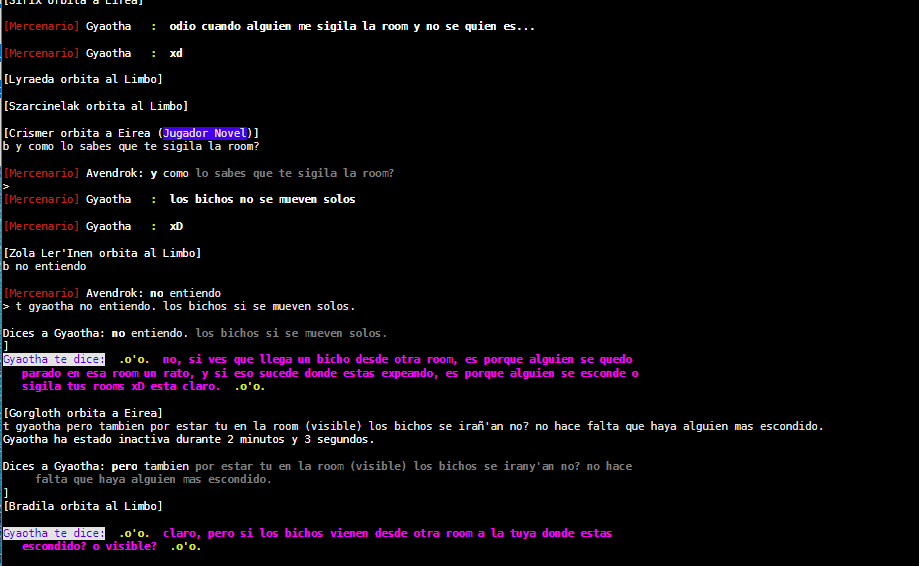 [Sirix orbita a Eirea]
[Mercenario] Gyaotha : odio cuando alguien me sigila la room y no se quien es...
[Mercenario] Gyaotha : xd
[Lyraeda orbita al Limbo]
[Szarcinelak orbita al Limbo]
[Crismer orbita a Eirea (Jugador Novel)]
b y como lo sabes que te sigila la room?
[Mercenario] Avendrok: y como lo sabes que te sigila la room?
>
[Mercenario] Gyaotha : los bichos no se mueven solos
[Mercenario] Gyaotha : xD
[Zola Ler'Inen orbita al Limbo]
b no entiendo
[Mercenario] Avendrok: no entiendo
> t gyaotha no entiendo. los bichos si se mueven solos.
Dices a Gyaotha: no entiendo. los bichos si se mueven solos.
]
Gyaotha te dice: .o'o. no, si ves que llega un bicho desde otra room, es porque alguien se quedo
parado en esa room un rato, y si eso sucede donde estas expeando, es porque alguien se esconde o
sigila tus rooms xD esta claro. .o'o.
[Gorgloth orbita a Eirea]
t gyaotha pero tambien por estar tu en la room (visible) los bichos se irañ'an no? no hace falta que haya alguien mas escondido.
Gyaotha ha estado inactiva durante 2 minutos y 3 segundos.
Dices a Gyaotha: pero tambien por estar tu en la room (visible) los bichos se irany'an no? no hace
falta que haya alguien mas escondido.
]
[Bradila orbita al Limbo]
Gyaotha te dice: .o'o. claro, pero si los bichos vienen desde otra room a la tuya donde estas
escondido? o visible? .o'o.